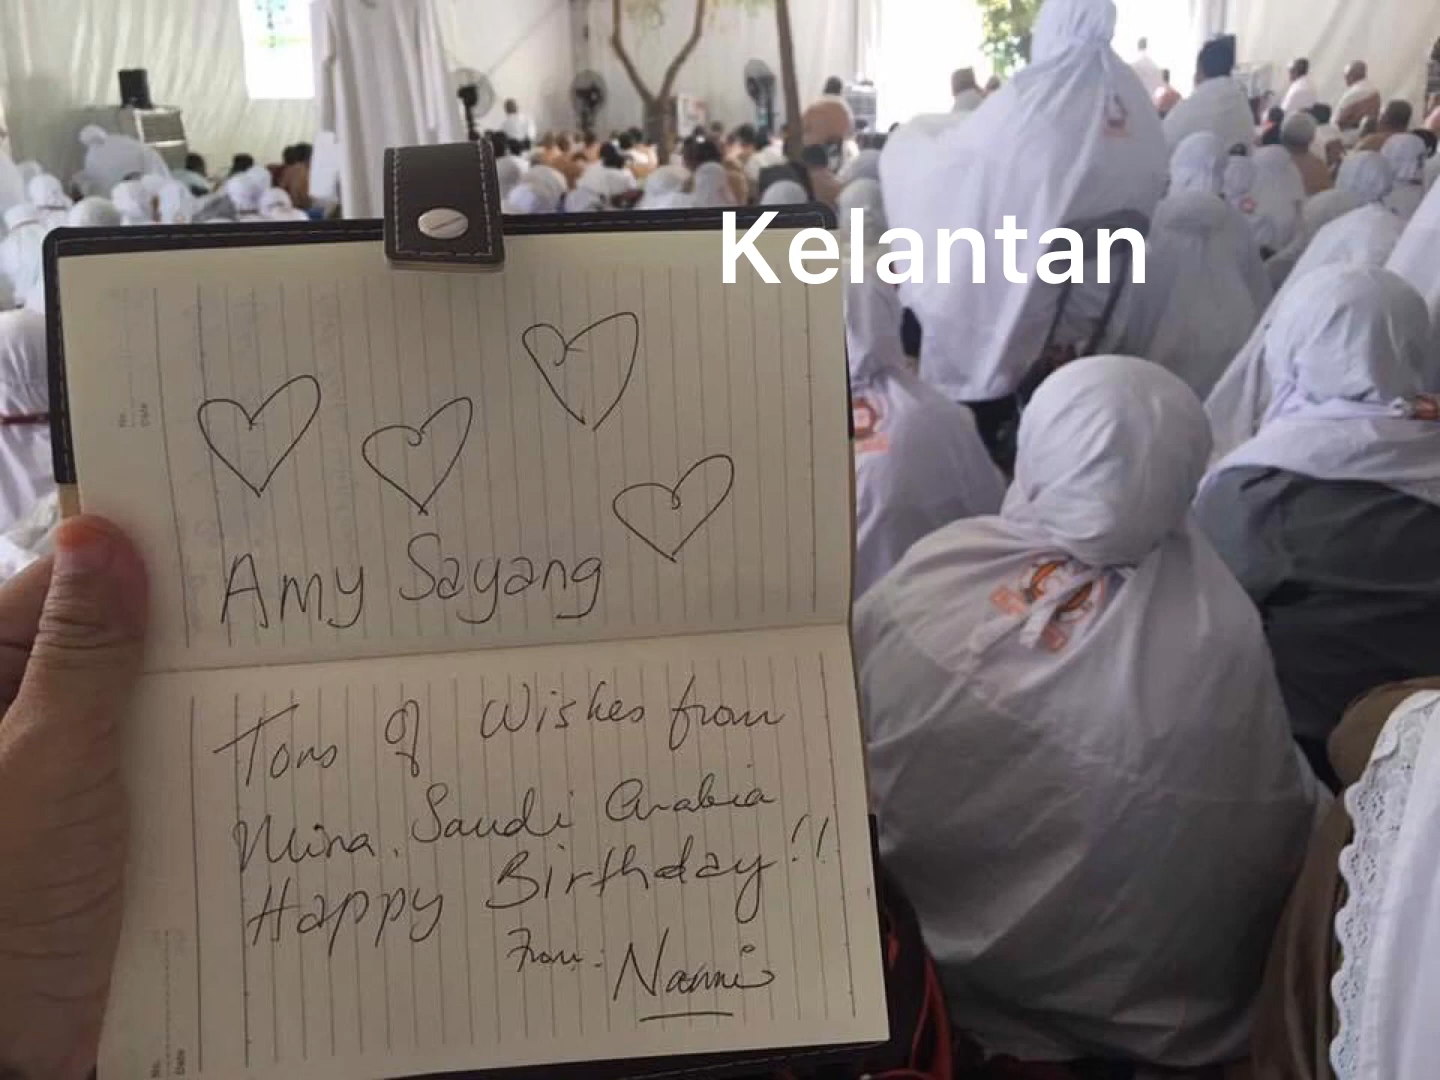 Kelantan
Amy Sayang
Tons of Wishes from
Mina, Saudi Arabia
Happy Birthday!!
From: Nanni